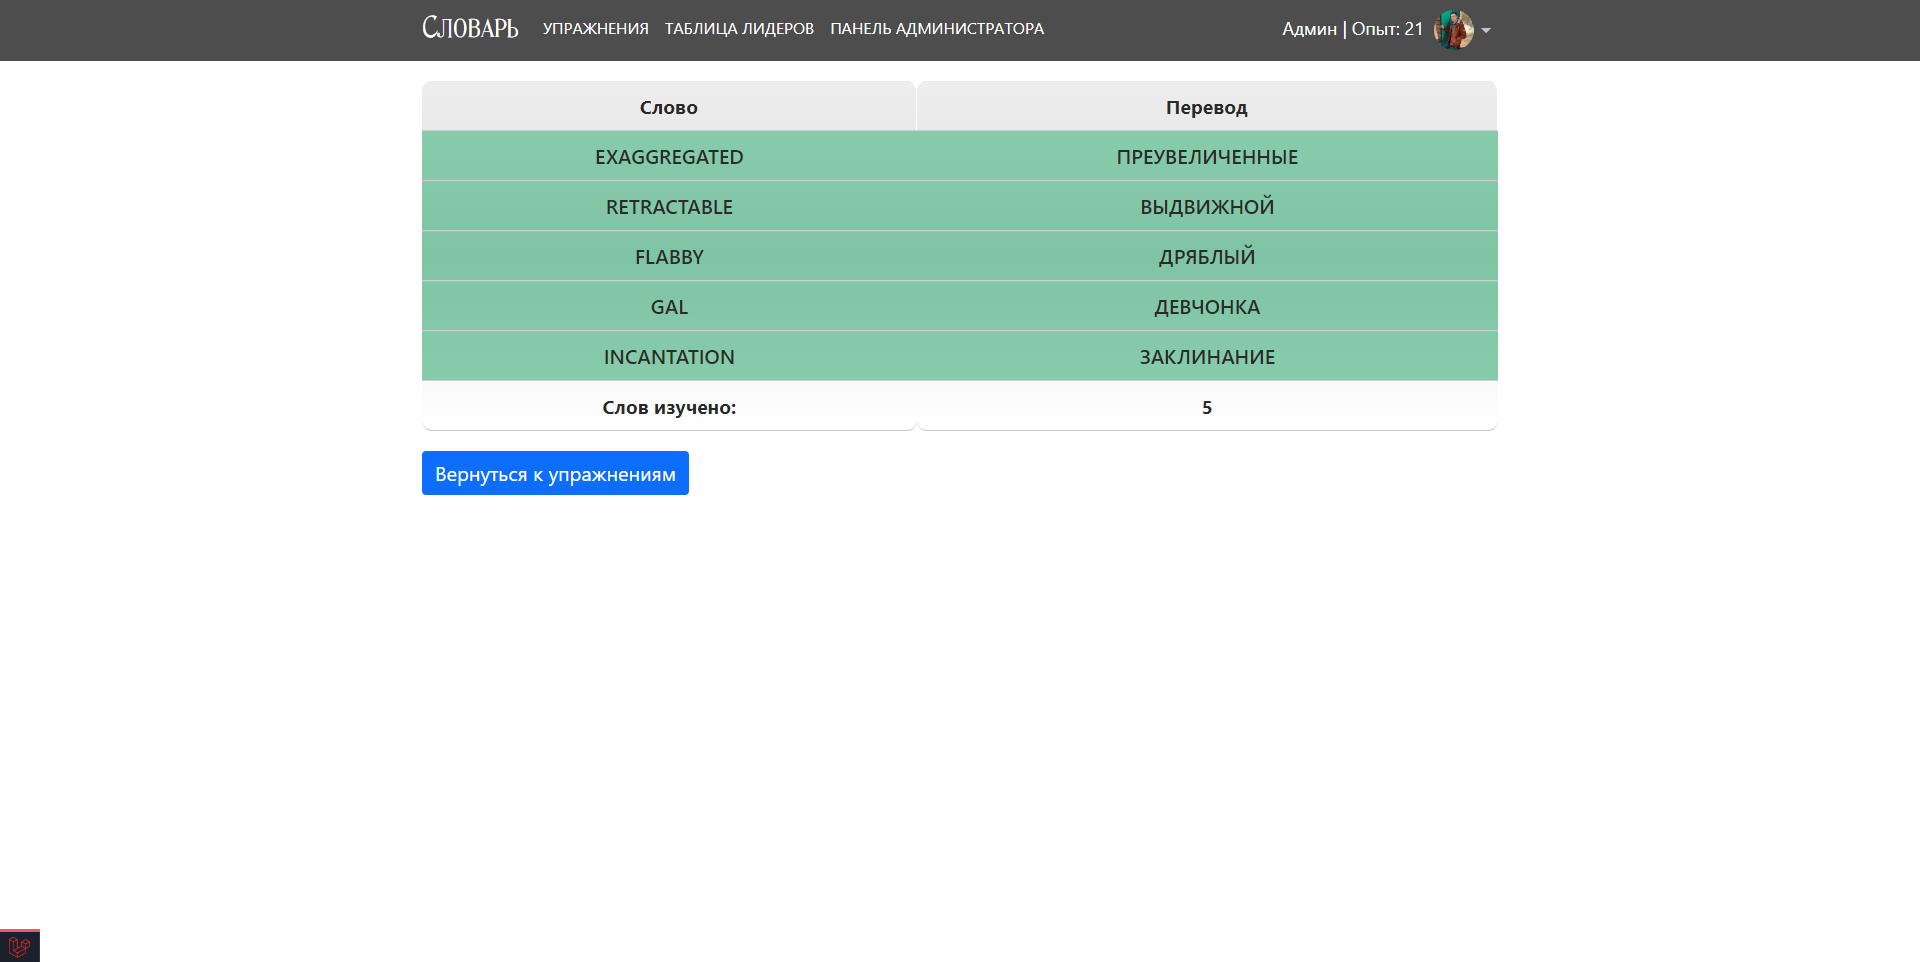 Словарь УПРАЖНЕНИЯ ТАБЛИЦА ЛИДЕРОВ ПАНЕЛЬ АДМИНИСТРАТОРА Админ | Опыт: 21
Слово Перевод
EXAGGREGATED ПРЕУВЕЛИЧЕННЫЕ
RETRACTABLE ВЫДВИЖНОЙ
FLABBY ДРЯБЛЫЙ
GAL ДЕВЧОНКА
INCANTATION ЗАКЛИНАНИЕ
Слов изучено: 5
Вернуться к упражнениям